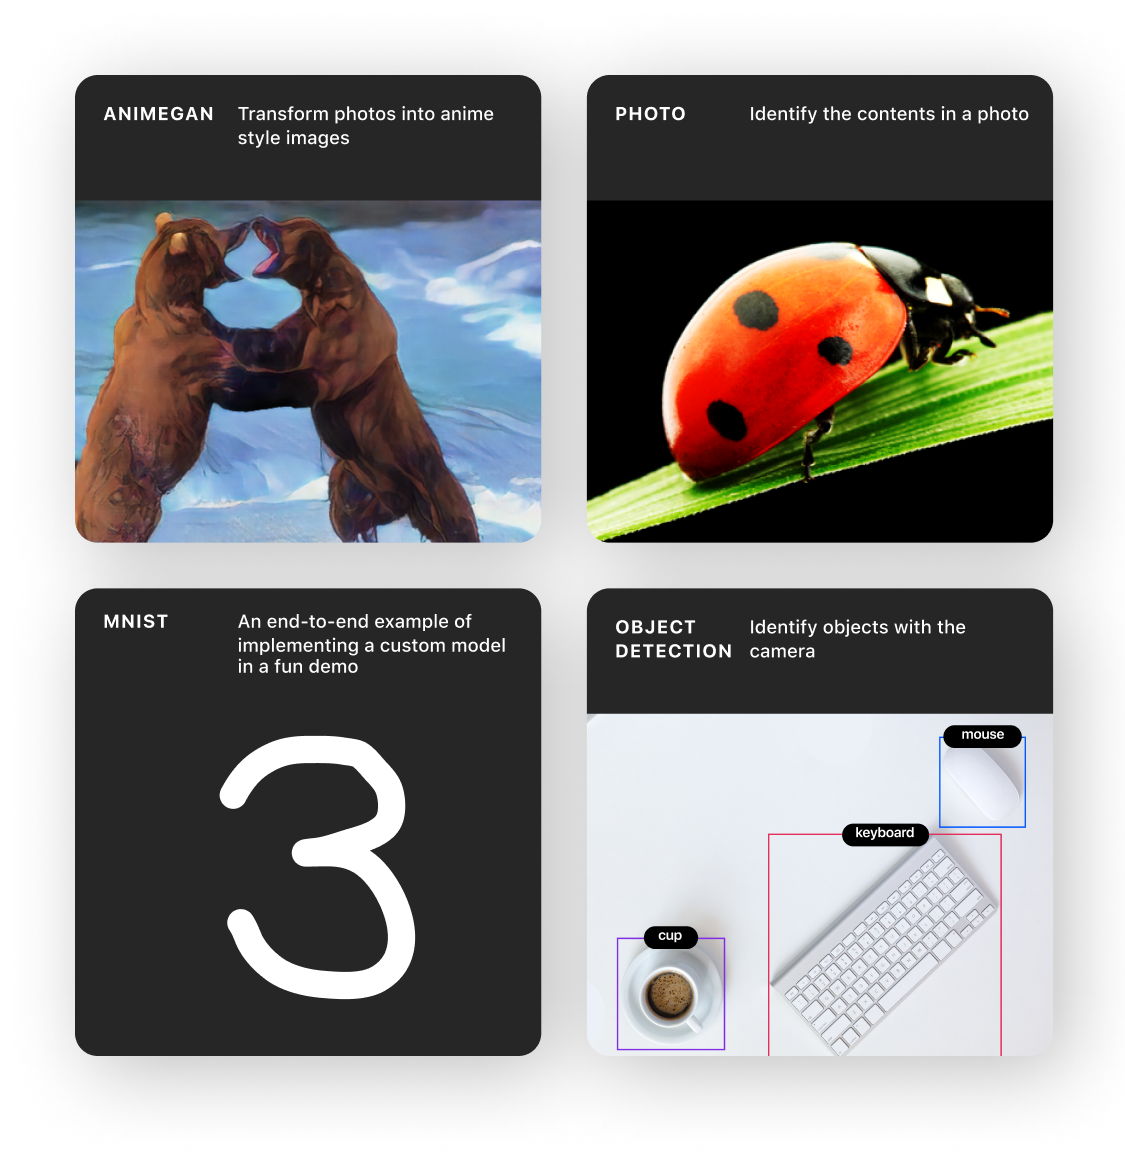 ANIMEGAN
Transform photos into anime
style images
PHOTO
Identify the contents in a photo
MNIST
An end-to-end example of
implementing a custom model
in a fun demo
3
OBJECT
DETECTION
Identify objects with the
camera
mouse
keyboard
cup